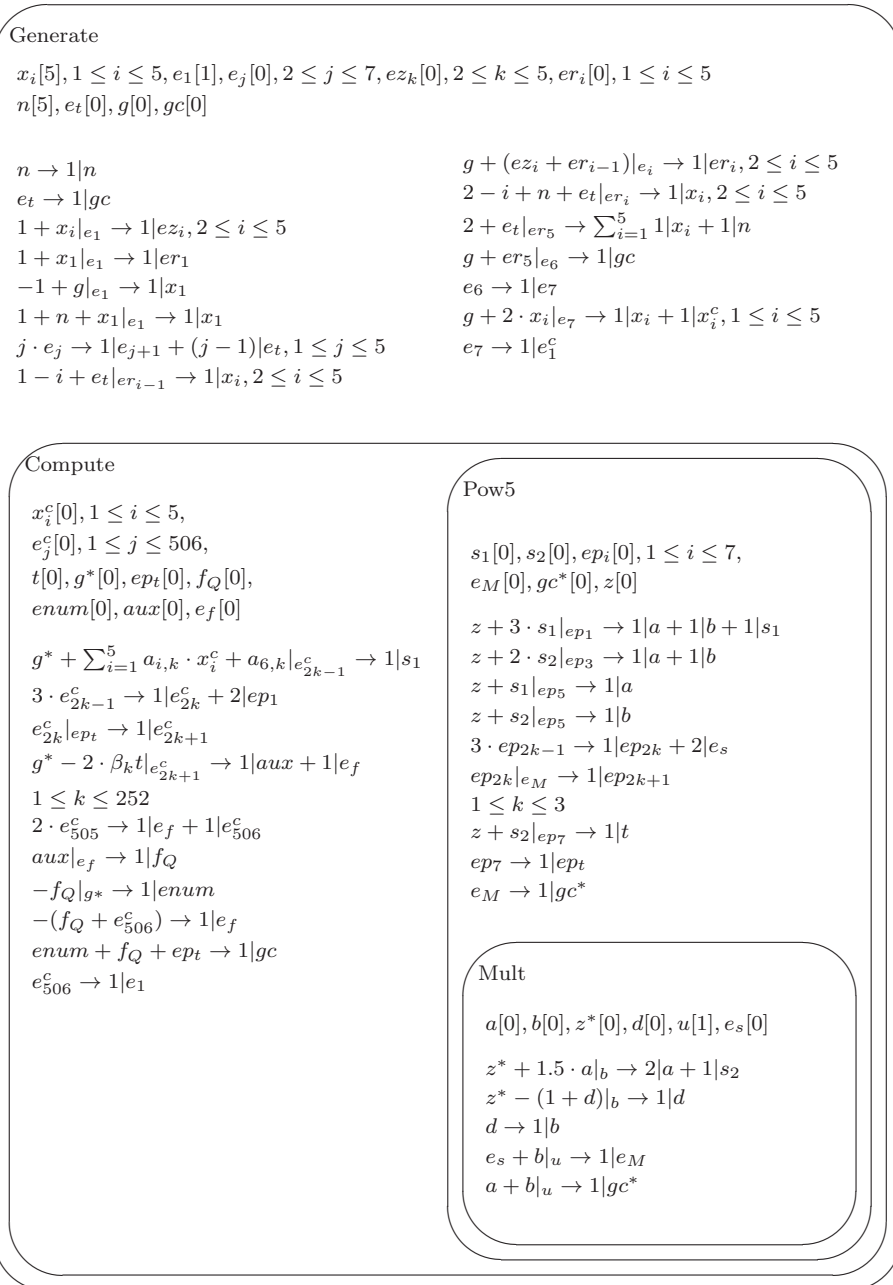 Generate
x_i[5], 1 ≤ i ≤ 5, e_1[1], e_j[0], 2 ≤ j ≤ 7, ez_k[0], 2 ≤ k ≤ 5, er_i[0], 1 ≤ i ≤ 5
n[5], e_t[0], g[0], gc[0]
n → 1|n
e_t → 1|gc
1 + x_i|_{e_1} → 1|ez_i, 2 ≤ i ≤ 5
1 + x_1|_{e_1} → 1|er_1
−1 + g|_{e_1} → 1|x_1
1 + n + x_1|_{e_1} → 1|x_1
j · e_j → 1|e_{j+1} + (j − 1)|e_t, 1 ≤ j ≤ 5
1 − i + e_t|_{er_{i−1}} → 1|x_i, 2 ≤ i ≤ 5
g + (ez_i + er_{i−1})|_{e_i} → 1|er_i, 2 ≤ i ≤ 5
2 − i + n + e_t|_{er_i} → 1|x_i, 2 ≤ i ≤ 5
2 + e_t|_{er_5} → ∑_{i=1}^{5} 1|x_i + 1|n
g + er_5|_{e_6} → 1|gc
e_6 → 1|e_7
g + 2 · x_i|_{e_7} → 1|x_i + 1|x_i^c, 1 ≤ i ≤ 5
e_7 → 1|e_1^c
Compute
x_i^c[0], 1 ≤ i ≤ 5,
e_j^c[0], 1 ≤ j ≤ 506,
t[0], g*[0], ep_t[0], f_Q[0],
enum[0], aux[0], e_f[0]
g* + ∑_{i=1}^{5} a_{i,k} · x_i^c + a_{6,k}|_{e_{2k−1}^c} → 1|s_1
3 · e_{2k−1}^c → 1|e_{2k}^c + 2|ep_1
e_{2k}^c|_{ep_t} → 1|e_{2k+1}^c
g* − 2 · β_k t|_{e_{2k+1}^c} → 1|aux + 1|e_f
1 ≤ k ≤ 252
2 · e_{505}^c → 1|e_f + 1|e_{506}^c
aux|_{e_f} → 1|f_Q
−f_Q|_{g*} → 1|enum
−(f_Q + e_{506}^c) → 1|e_f
enum + f_Q + ep_t → 1|gc
e_{506}^c → 1|e_1
Pow5
s_1[0], s_2[0], ep_i[0], 1 ≤ i ≤ 7,
e_M[0], gc*[0], z[0]
z + 3 · s_1|_{ep_1} → 1|a + 1|b + 1|s_1
z + 2 · s_2|_{ep_3} → 1|a + 1|b
z + s_1|_{ep_5} → 1|a
z + s_2|_{ep_5} → 1|b
3 · ep_{2k−1} → 1|ep_{2k} + 2|e_s
ep_{2k}|_{e_M} → 1|ep_{2k+1}
1 ≤ k ≤ 3
z + s_2|_{ep_7} → 1|t
ep_7 → 1|ep_t
e_M → 1|gc*
Mult
a[0], b[0], z*[0], d[0], u[1], e_s[0]
z* + 1.5 · a|_b → 2|a + 1|s_2
z* − (1 + d)|_b → 1|d
d → 1|b
e_s + b|_u → 1|e_M
a + b|_u → 1|gc*